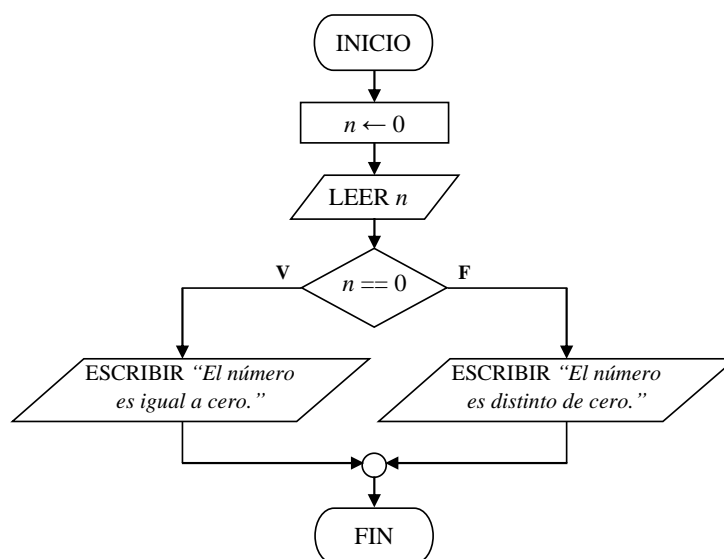 INICIO
n ← 0
LEER n
V
F
n == 0
ESCRIBIR “El número
es igual a cero.”
ESCRIBIR “El número
es distinto de cero.”
FIN